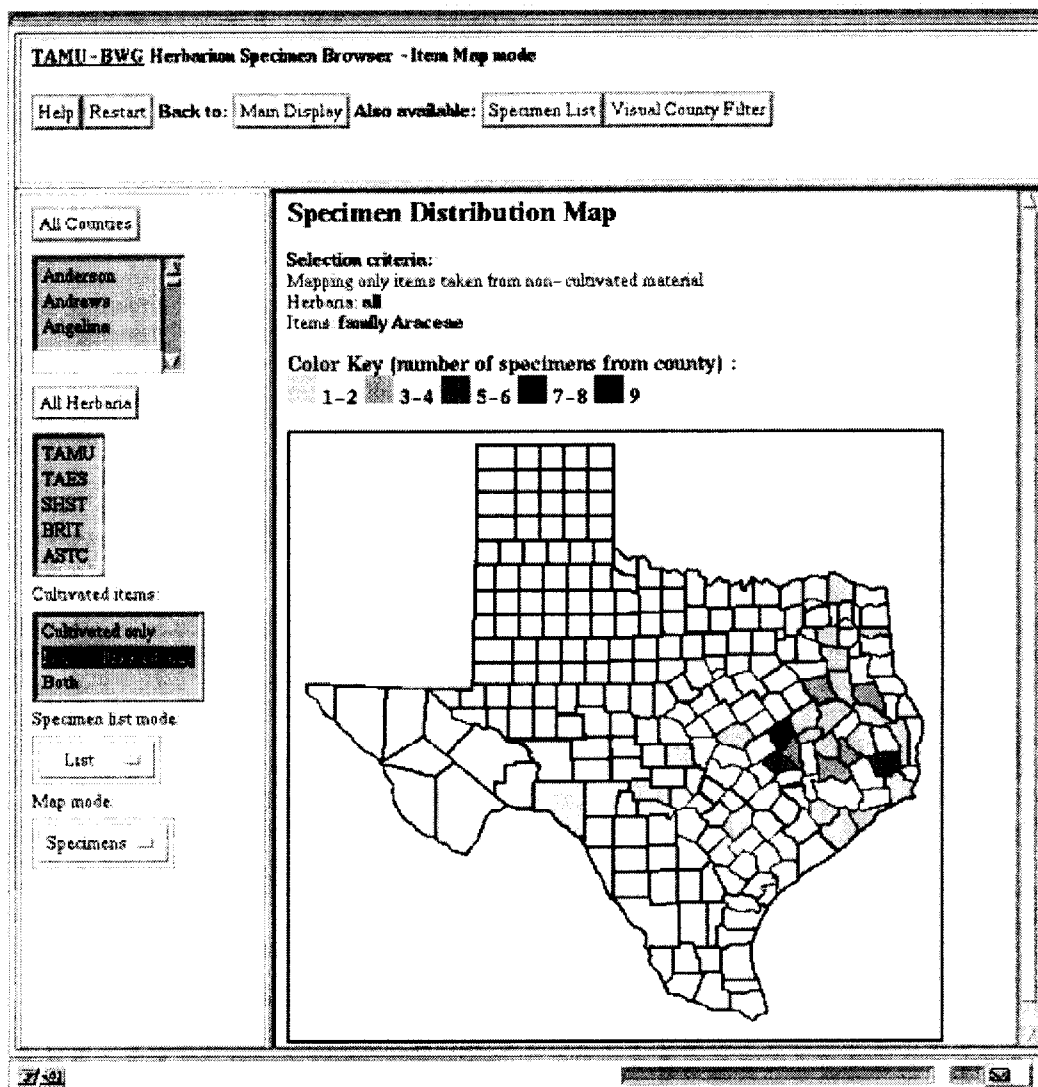 TAMU-BWG Herbarium Specimen Browser - Item Map mode
Help Restart Back to: Main Display Also available: Specimen List Visual County Filter
All Counties
Anderson
Andrews
Angelina
All Herbaria
TAMU
TAES
SHST
BRIT
ASTC
Cultivated items:
Cultivated only
Both
Specimen list mode
List
Map mode:
Specimens
Specimen Distribution Map
Selection criteria:
Mapping only items taken from non-cultivated material
Herbaria: all
Items: family Araceae
Color Key (number of specimens from county) :
1-2 3-4 5-6 7-8 9